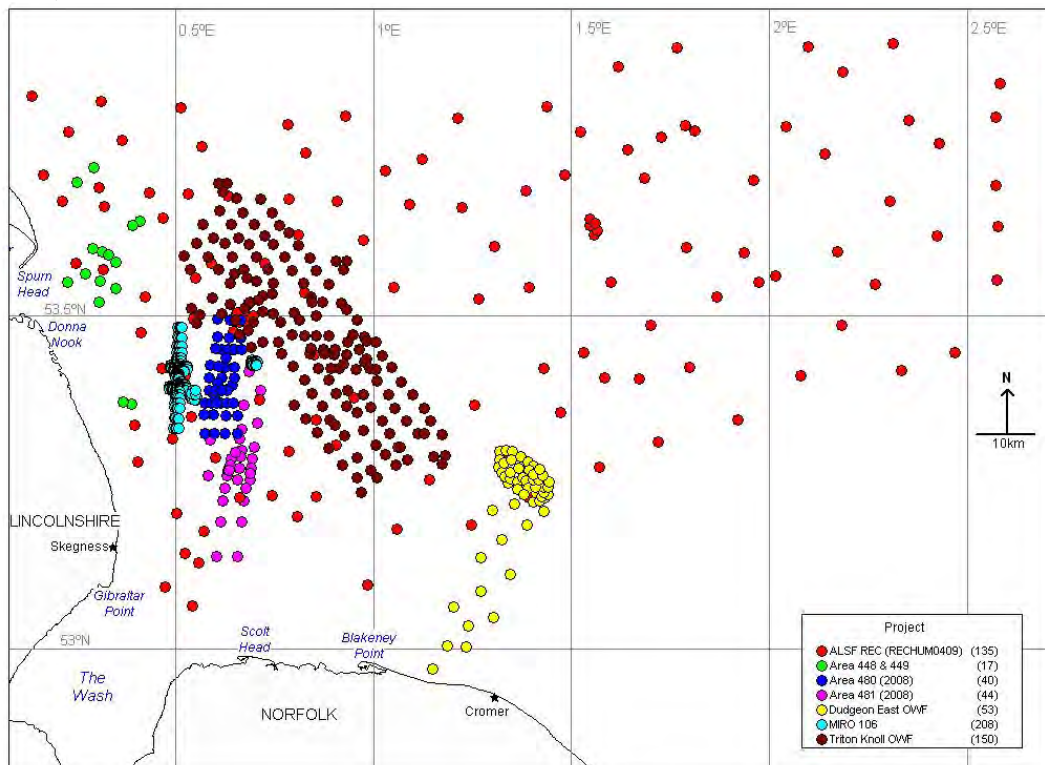 0.5ºE
1ºE
1.5ºE
2ºE
2.5ºE
Spurn
Head
53.5ºN
Donna
Nook
N
10km
LINCOLNSHIRE
Skegness
Gibraltar
Point
53ºN
Scolt
Head
Blakeney
Point
The
Wash
NORFOLK
Cromer
Project
ALSF REC (RECHUM0409) (135)
Area 448 & 449 (17)
Area 480 (2008) (40)
Area 481 (2008) (44)
Dudgeon East OWF (53)
MIRO 106 (208)
Triton Knoll OWF (150)